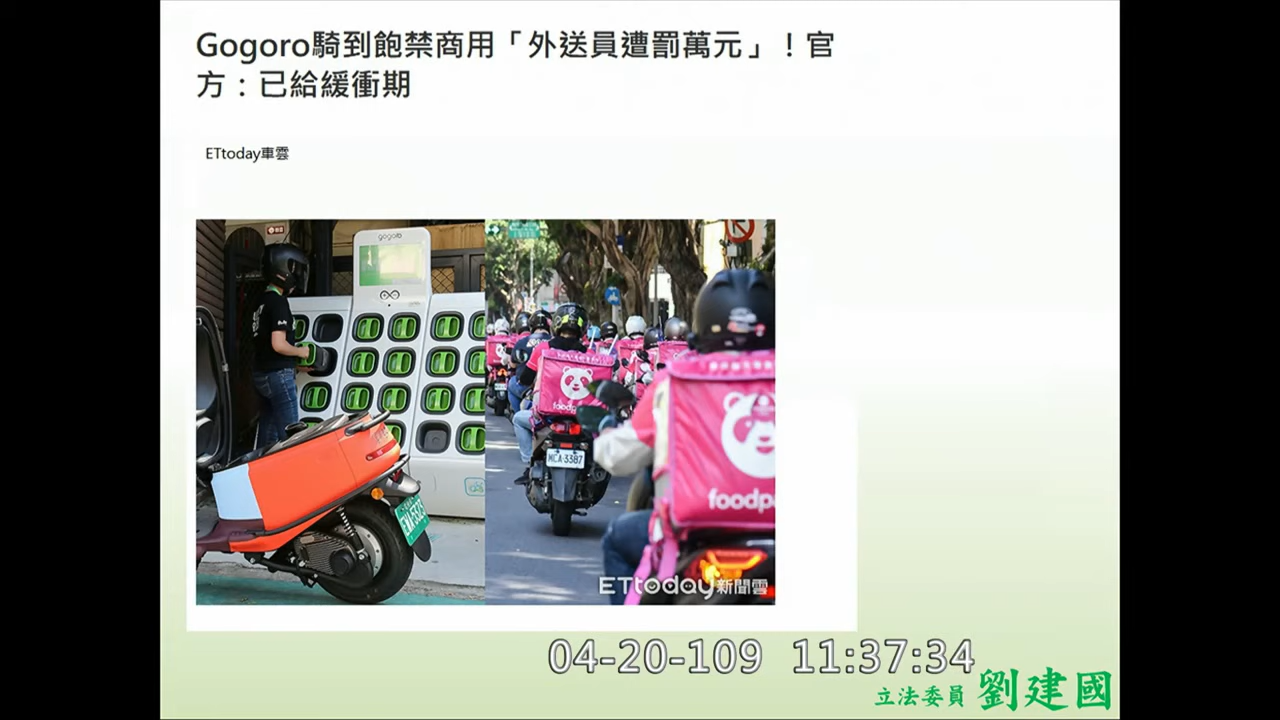 Gogoro騎到飽禁商用「外送員遭罰萬元」！官
方：已給緩衝期
ETtoday車雲
gogoro
foodp
MCA-3387
foodpa
ETtoday新聞雲
04-20-109 11:37:34
立法委員 劉建國